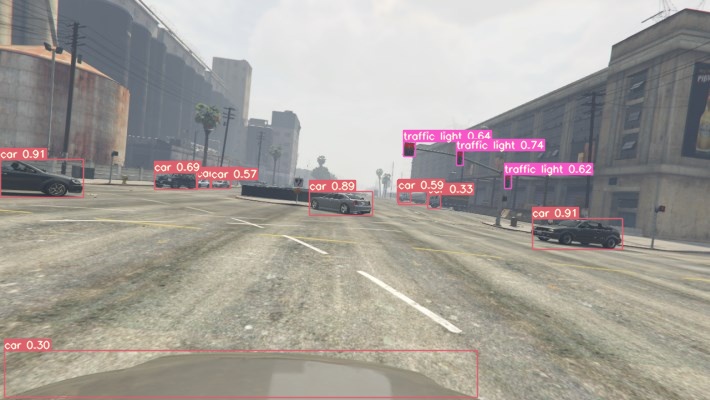 traffic light 0.64
traffic light 0.74
car 0.91
car 0.69
car 0.57
traffic light 0.62
car 0.89
car 0.59
0.33
car 0.91
car 0.30